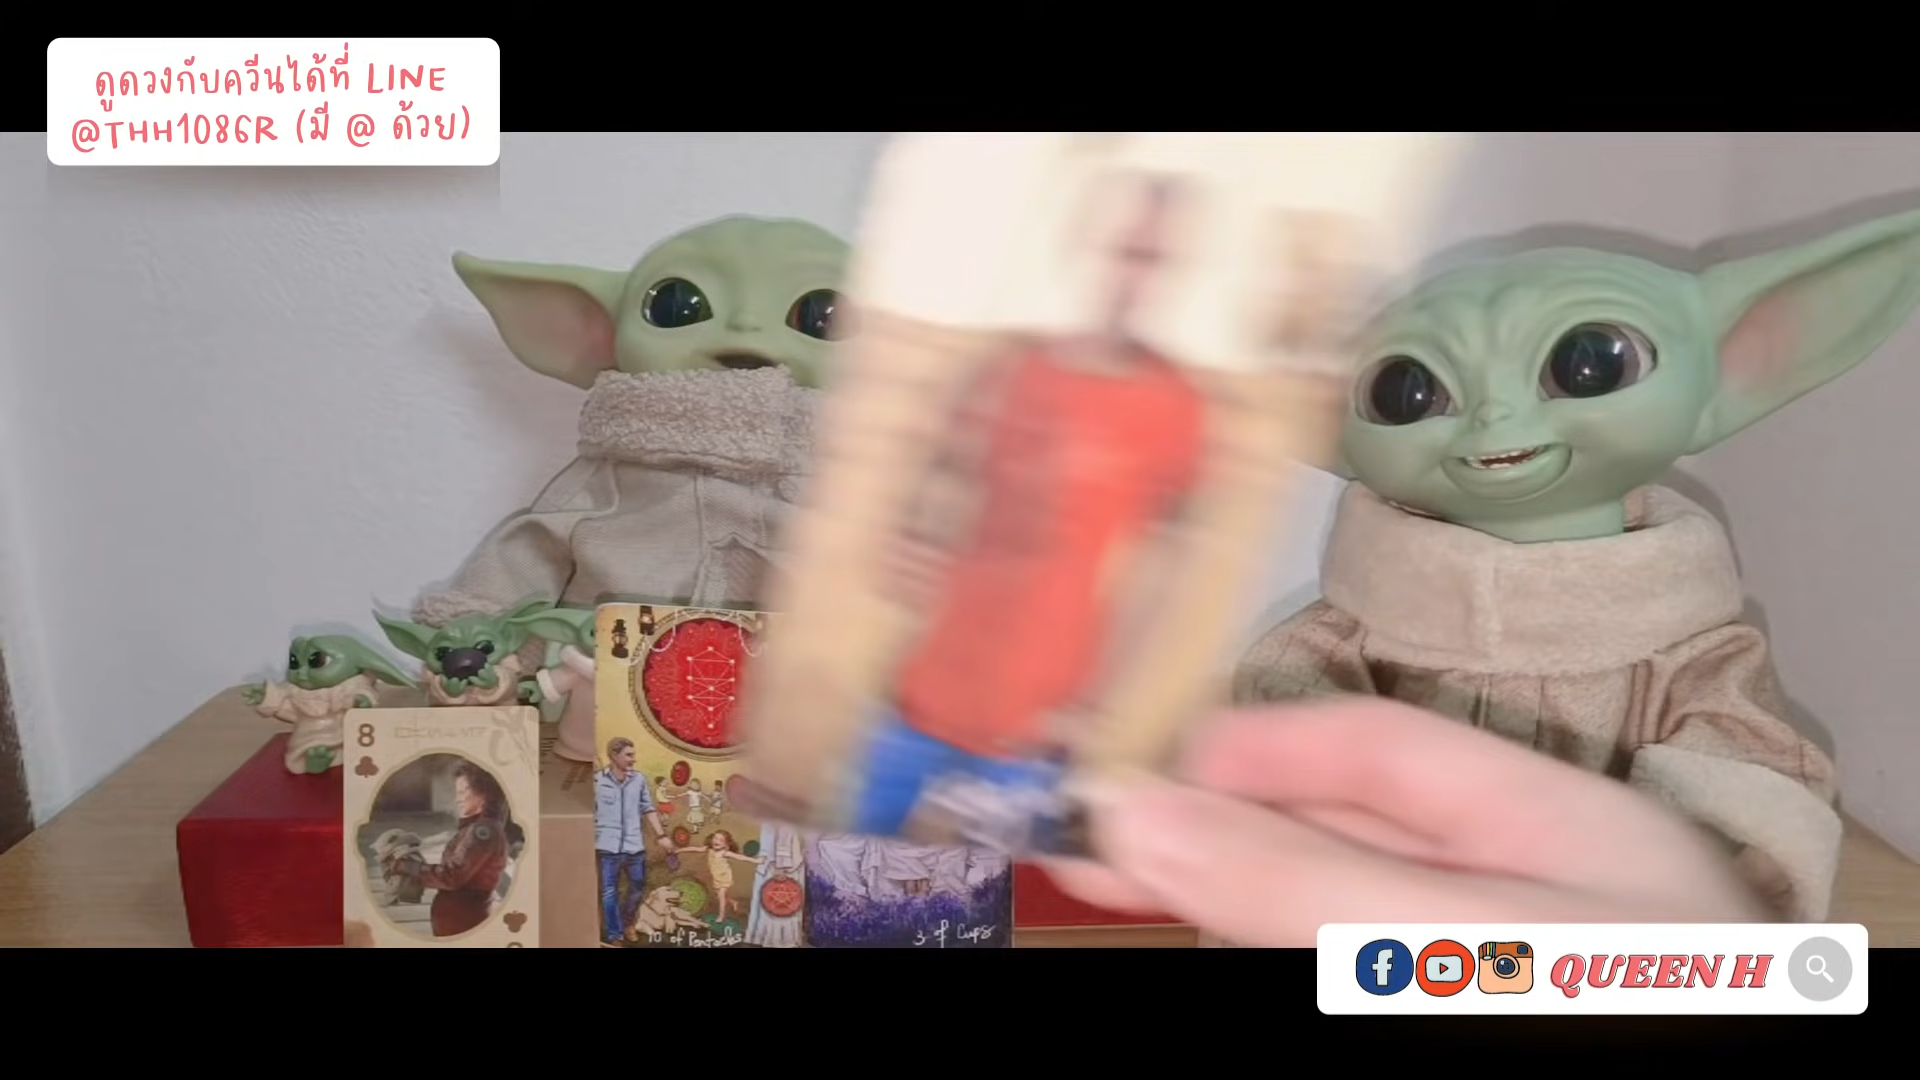 ดูดวงกับควีนได้ที่ LINE
@THH1086R (มี @ ด้วย)
8
10 of Pentacles
3 of Cups
QUEEN H